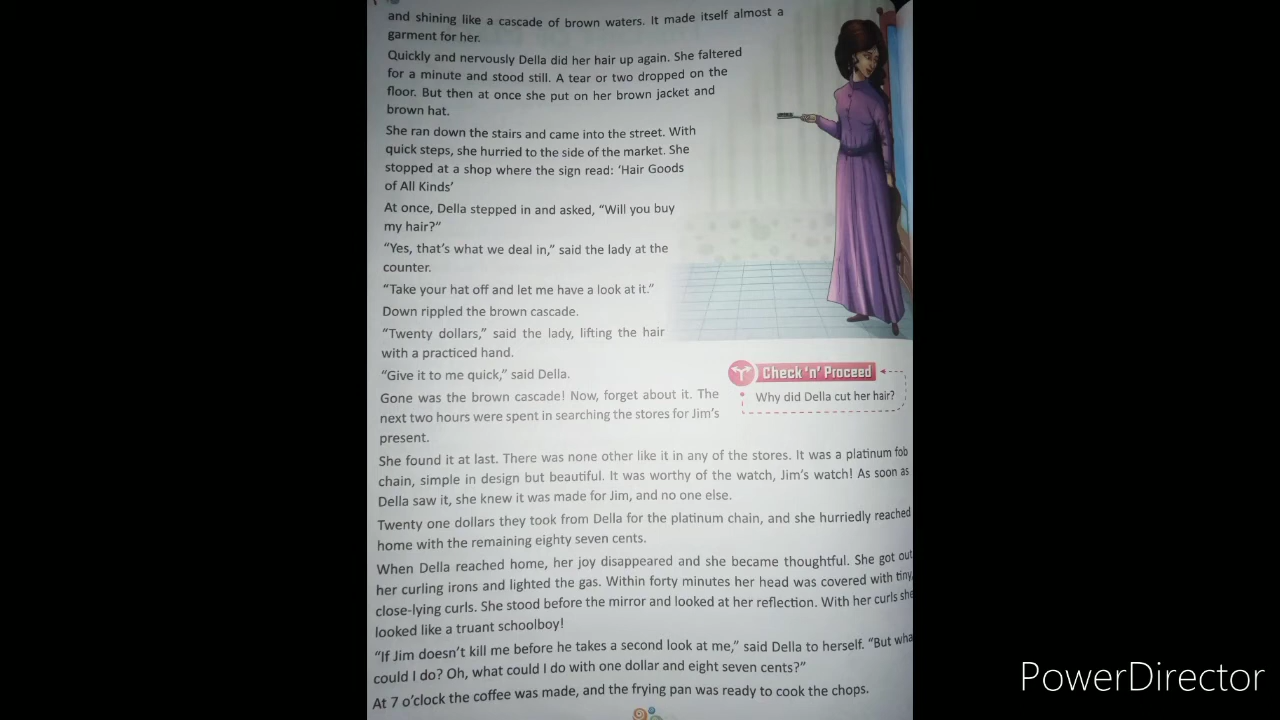 and shining like a cascade of brown waters. It made itself almost a
garment for her.
Quickly and nervously Della did her hair up again. She faltered
for a minute and stood still. A tear or two dropped on the
floor. But then at once she put on her brown jacket and
brown hat.
She ran down the stairs and came into the street. With
quick steps, she hurried to the side of the market. She
stopped at a shop where the sign read: ‘Hair Goods
of All Kinds’
At once, Della stepped in and asked, “Will you buy
my hair?”
“Yes, that’s what we deal in,” said the lady at the
counter.
“Take your hat off and let me have a look at it.”
Down rippled the brown cascade.
“Twenty dollars,” said the lady, lifting the hair
with a practiced hand.
“Give it to me quick,” said Della.
Gone was the brown cascade! Now, forget about it. The
next two hours were spent in searching the stores for Jim’s
present.
Check ‘n’ Proceed
Why did Della cut her hair?
She found it at last. There was none other like it in any of the stores. It was a platinum fob
chain, simple in design but beautiful. It was worthy of the watch, Jim’s watch! As soon as
Della saw it, she knew it was made for Jim, and no one else.
Twenty one dollars they took from Della for the platinum chain, and she hurriedly reached
home with the remaining eighty seven cents.
When Della reached home, her joy disappeared and she became thoughtful. She got out
her curling irons and lighted the gas. Within forty minutes her head was covered with tiny,
close-lying curls. She stood before the mirror and looked at her reflection. With her curls she
looked like a truant schoolboy!
“If Jim doesn’t kill me before he takes a second look at me,” said Della to herself. “But wha
could I do? Oh, what could I do with one dollar and eight seven cents?”
At 7 o’clock the coffee was made, and the frying pan was ready to cook the chops.
PowerDirector